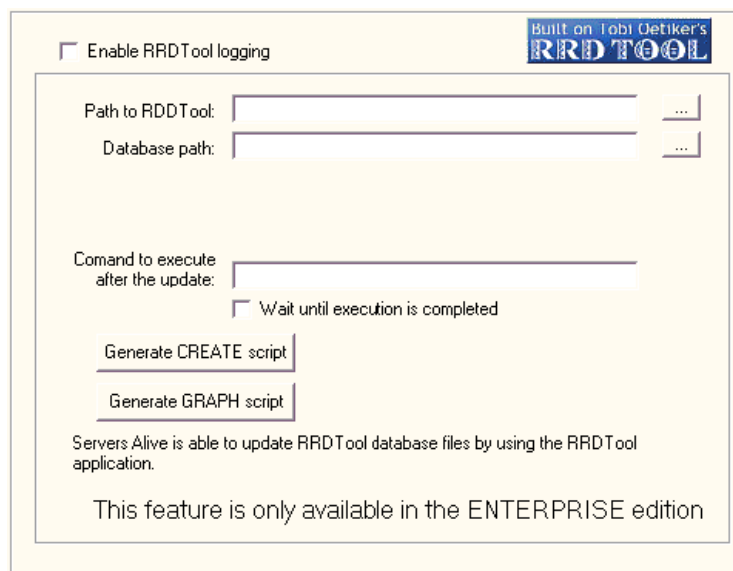 Built on Tobi Oetiker's
RRDTOOL
Enable RRDTool logging
Path to RDDTool:
...
Database path:
...
Comand to execute
after the update:
Wait until execution is completed
Generate CREATE script
Generate GRAPH script
Servers Alive is able to update RRDTool database files by using the RRDTool
application.
This feature is only available in the ENTERPRISE edition